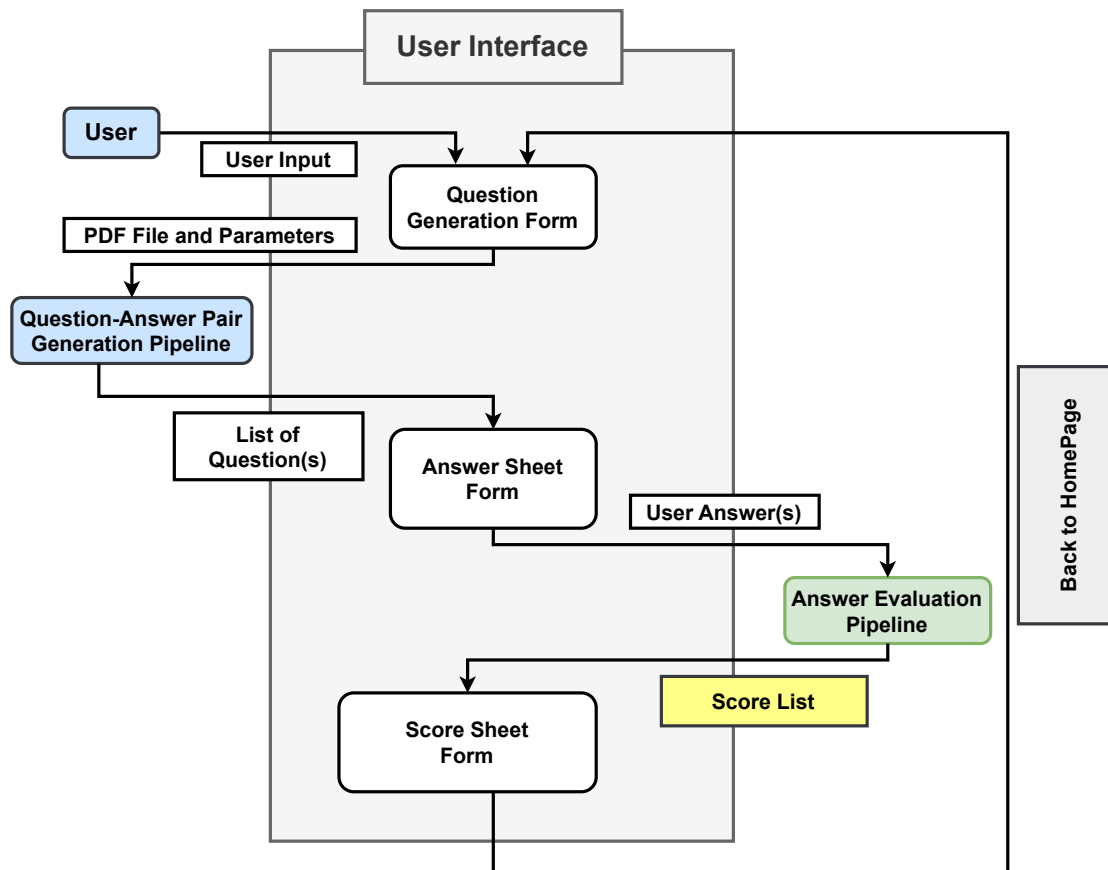 User Interface
User
User Input
Question
Generation Form
PDF File and Parameters
Question-Answer Pair
Generation Pipeline
List of
Question(s)
Answer Sheet
Form
User Answer(s)
Back to HomePage
Answer Evaluation
Pipeline
Score List
Score Sheet
Form